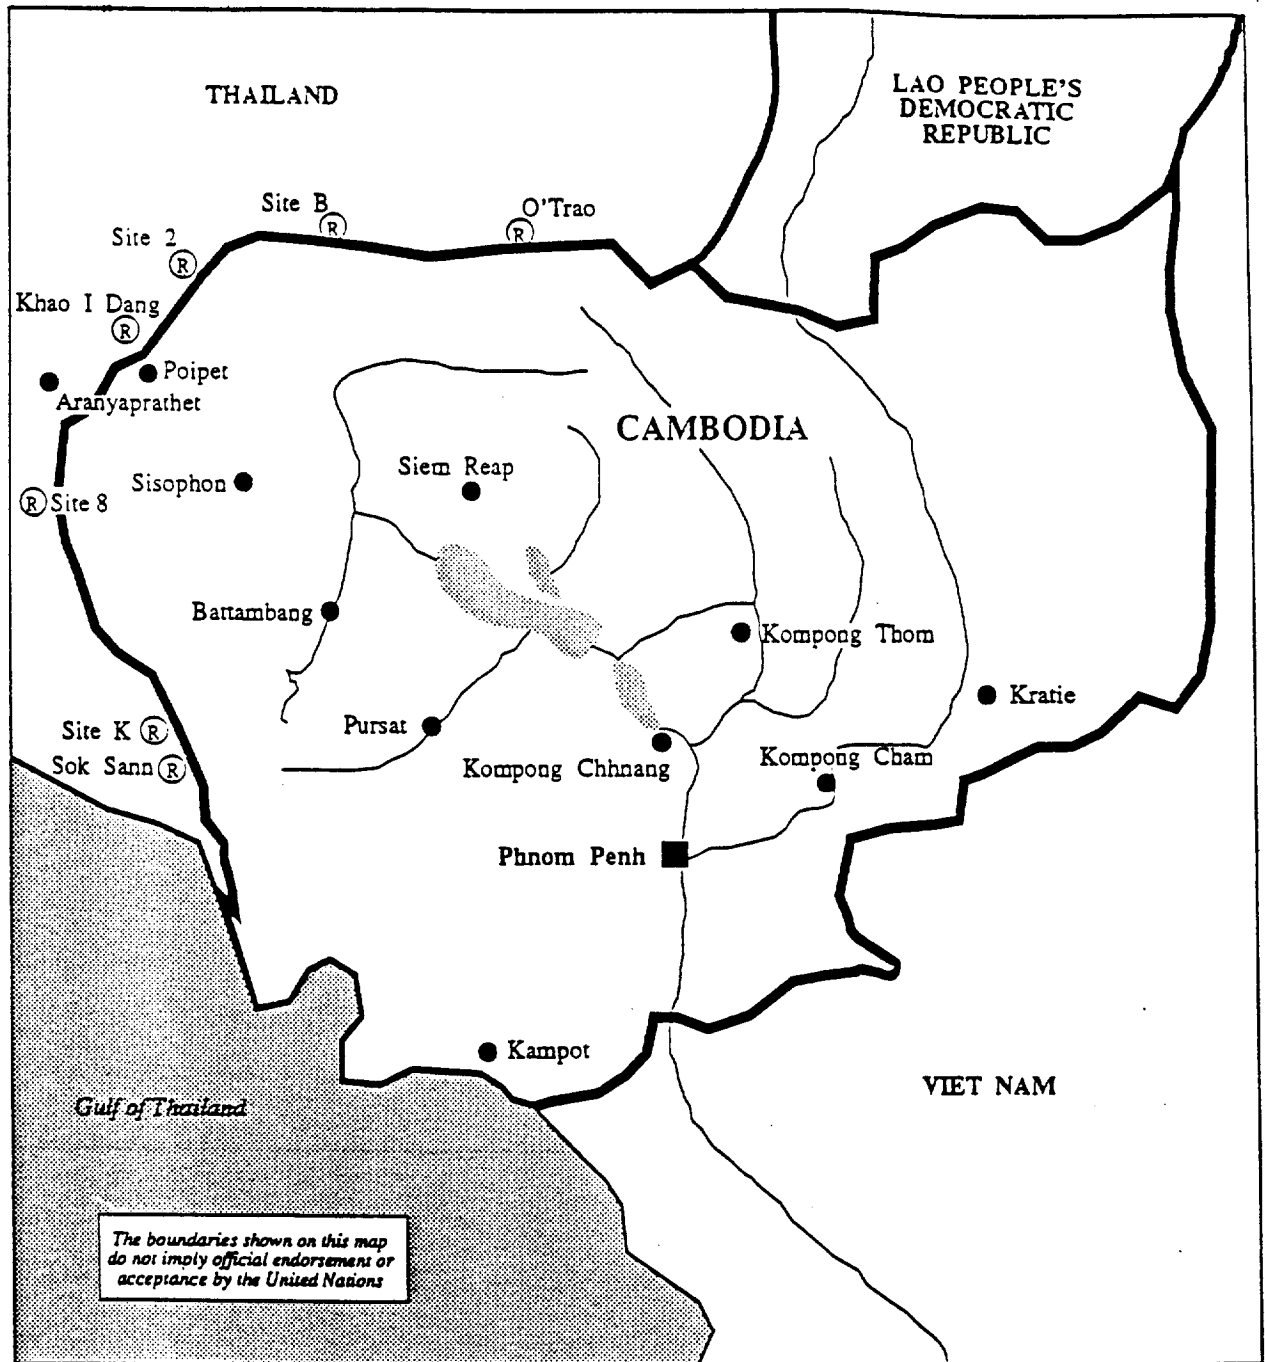 THAILAND
LAO PEOPLE'S
DEMOCRATIC
REPUBLIC
Site B
R
O'Trao
R
Site 2
R
Khao I Dang
R
Poipet
Aranyaprathet
CAMBODIA
Siem Reap
Sisophon
R Site 8
Battambang
Kompong Thom
Kratie
Site K R
Pursat
Sok Sann R
Kompong Chhnang
Kompong Cham
Phnom Penh
Kampot
VIET NAM
Gulf of Thailand
The boundaries shown on this map
do not imply official endorsement or
acceptance by the United Nations